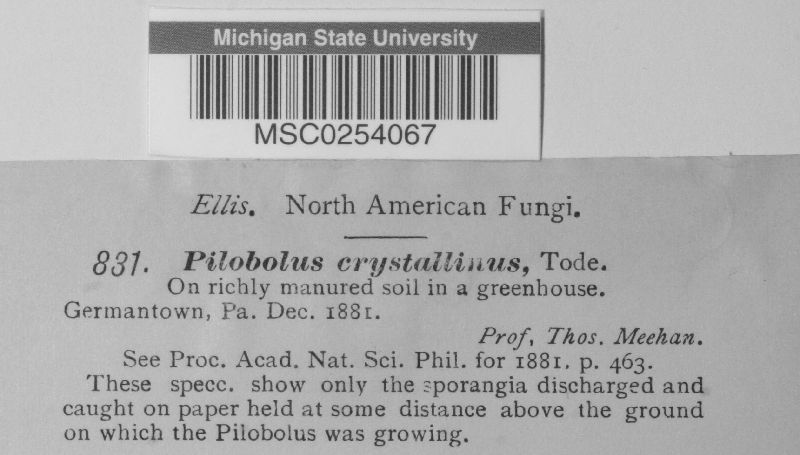 Michigan State University
MSC0254067
Ellis. North American Fungi.
831. Pilobolus crystallinus, Tode.
On richly manured soil in a greenhouse.
Germantown, Pa. Dec. 1881.
Prof, Thos. Meehan.
See Proc. Acad. Nat. Sci. Phil. for 1881. p. 463.
These specc. show only the sporangia discharged and
caught on paper held at some distance above the ground
on which the Pilobolus was growing.